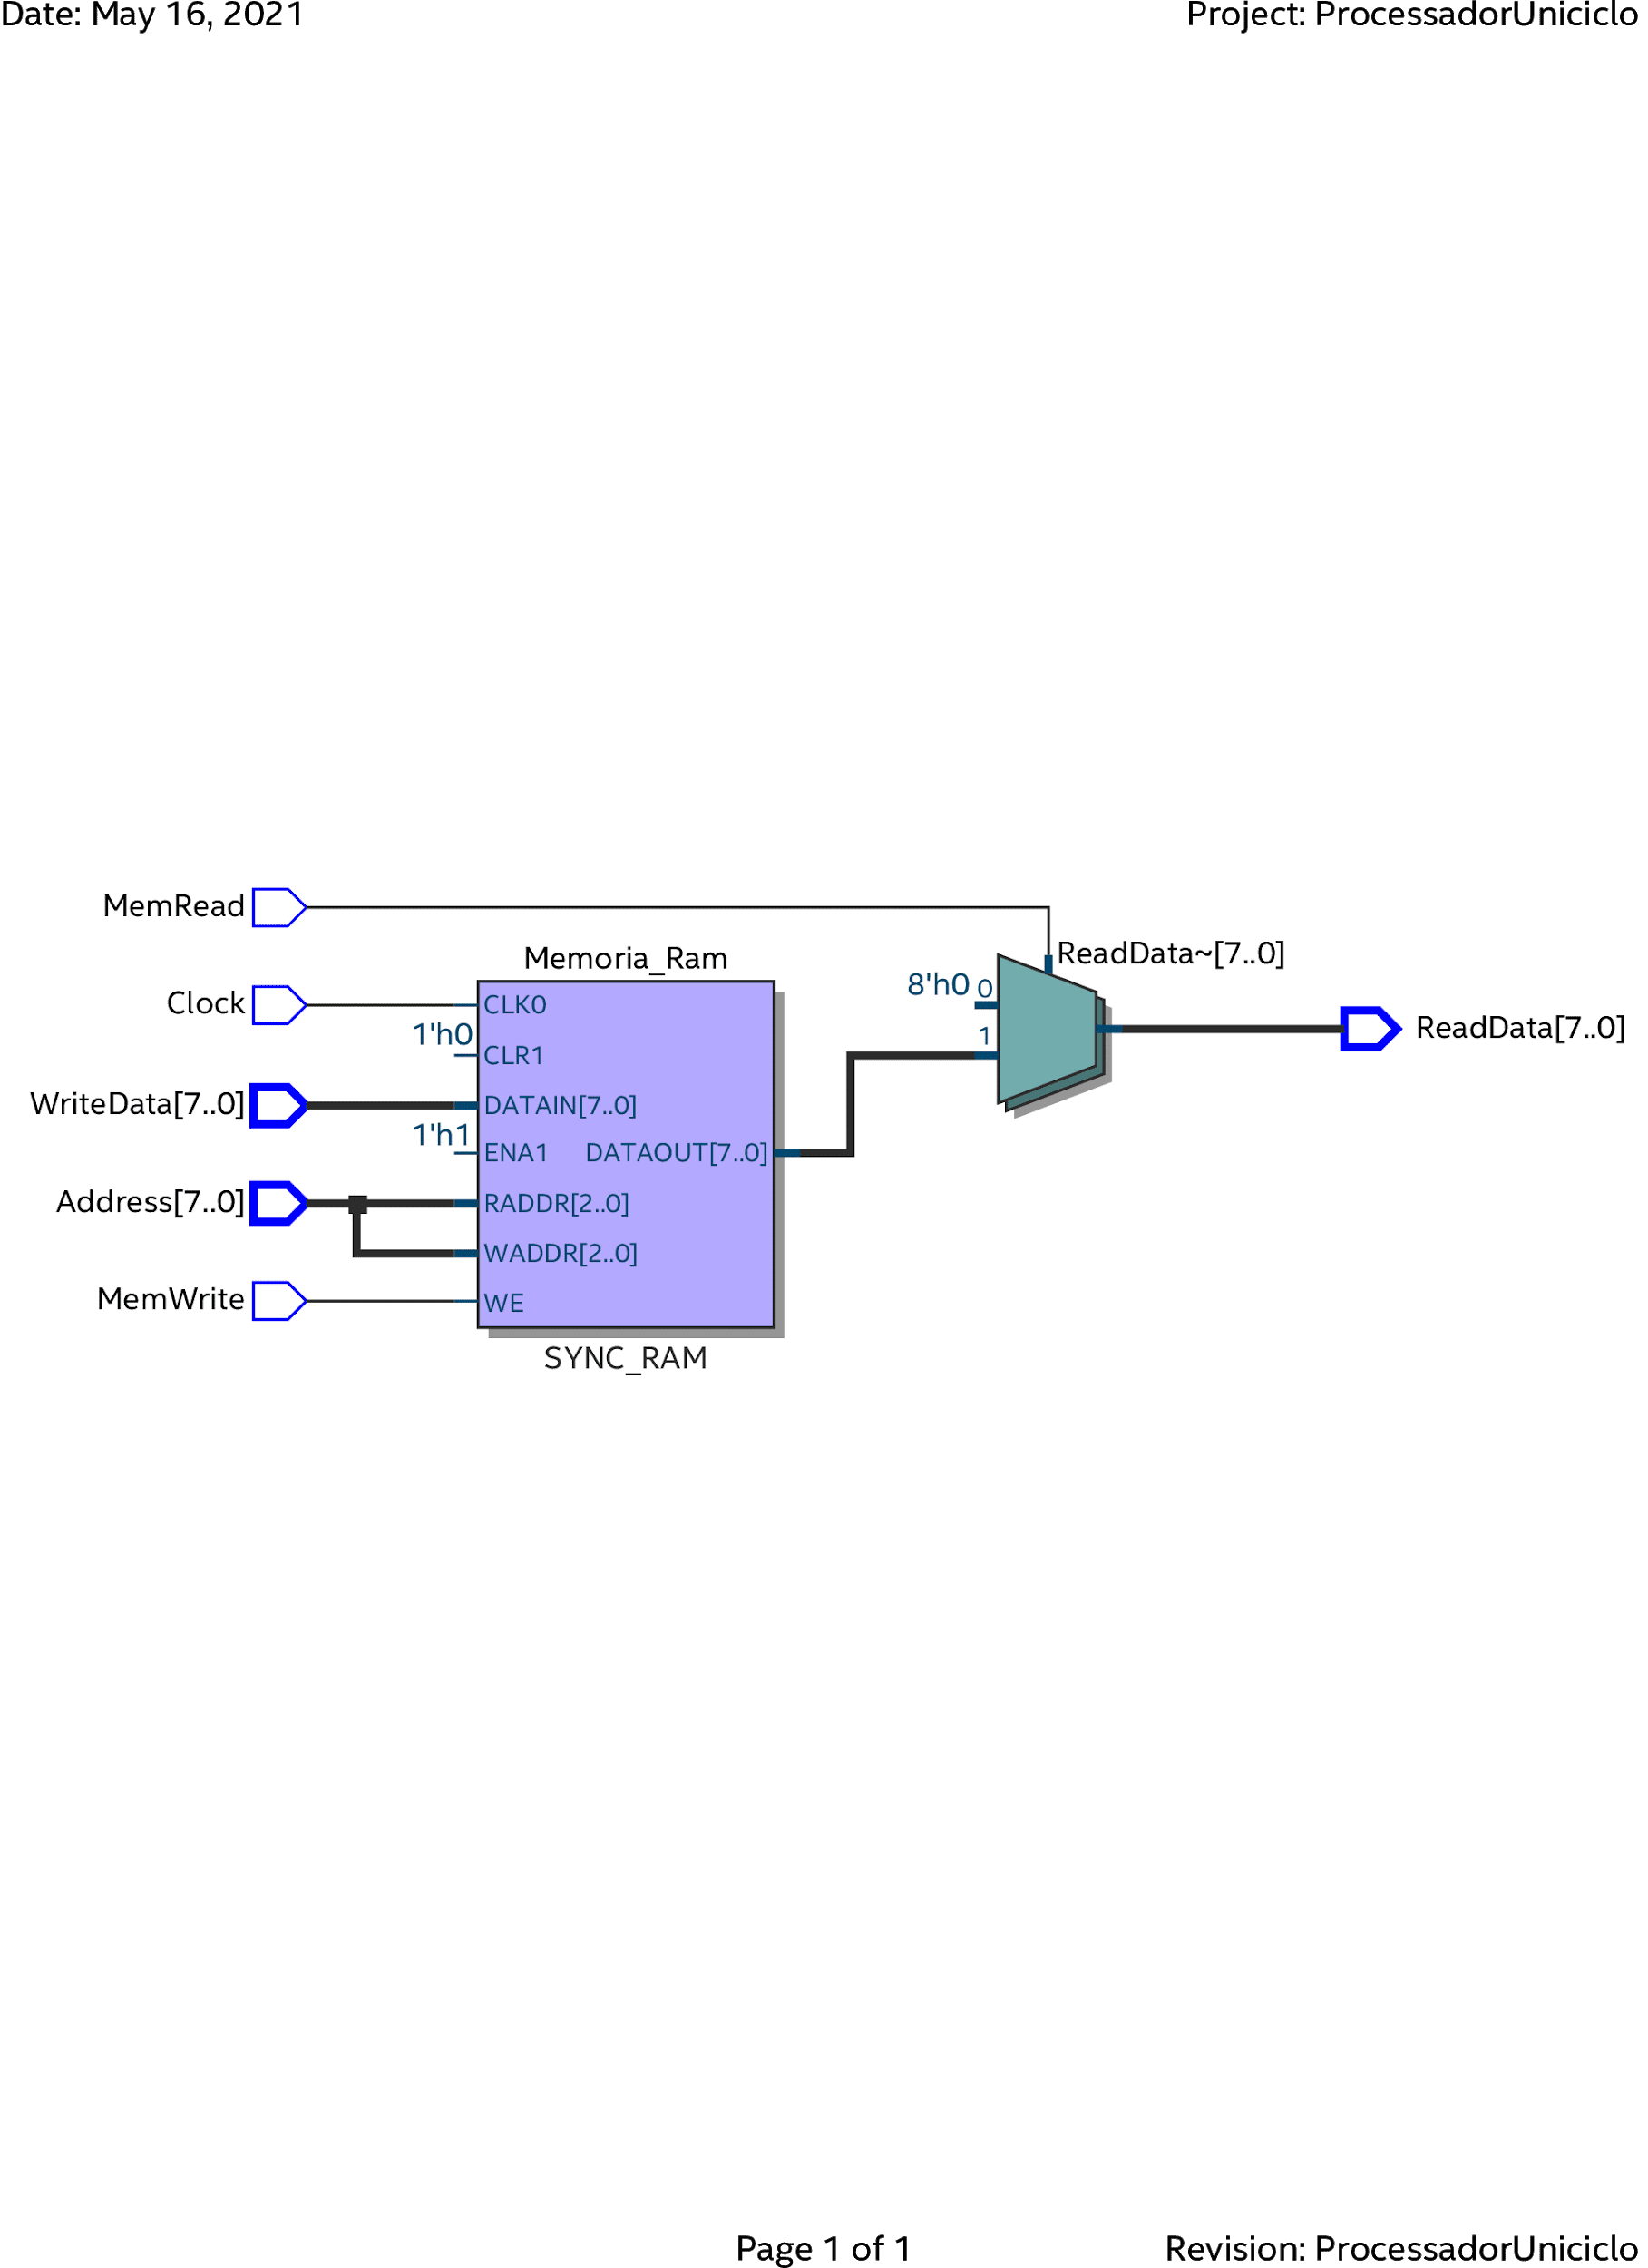 Date: May 16, 2021
Project: ProcessadorUniciclo
MemRead
Memoria_Ram
ReadData~[7..0]
8'h0 0
Clock
CLK0
1'h0
CLR1
1
ReadData[7..0]
WriteData[7..0]
DATAIN[7..0]
1'h1
ENA1 DATAOUT[7..0]
Address[7..0]
RADDR[2..0]
WADDR[2..0]
MemWrite
WE
SYNC_RAM
Page 1 of 1
Revision: ProcessadorUniciclo